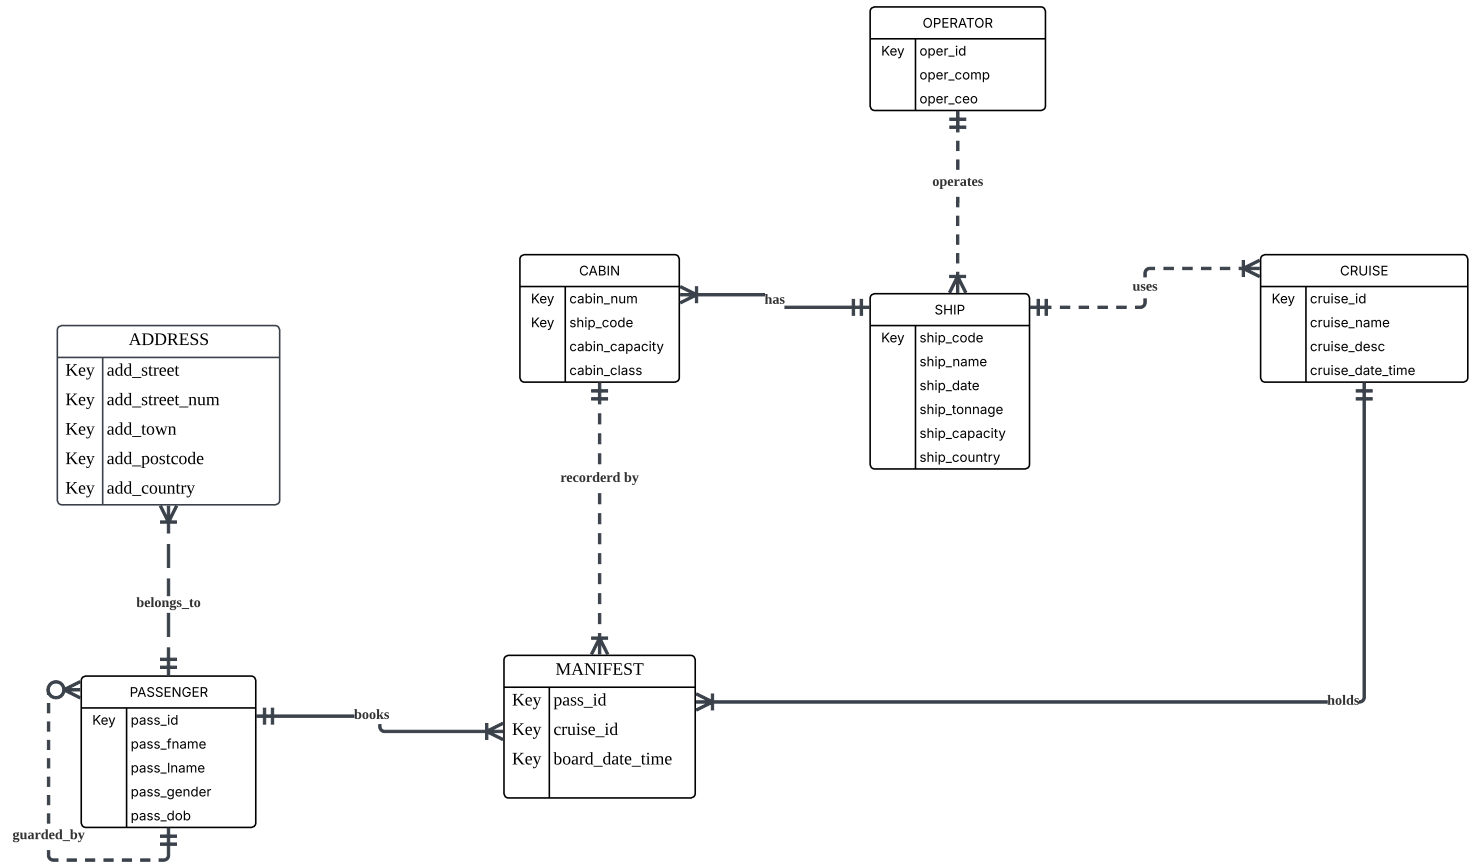 OPERATOR
Key oper_id
oper_comp
oper_ceo
operates
CABIN
Key cabin_num
Key ship_code
cabin_capacity
cabin_class
has
SHIP
Key ship_code
ship_name
ship_date
ship_tonnage
ship_capacity
ship_country
uses
CRUISE
Key cruise_id
cruise_name
cruise_desc
cruise_date_time
ADDRESS
Key add_street
Key add_street_num
Key add_town
Key add_postcode
Key add_country
recorderd by
belongs_to
PASSENGER
Key pass_id
pass_fname
pass_lname
pass_gender
pass_dob
guarded_by
books
MANIFEST
Key pass_id
Key cruise_id
Key board_date_time
holds